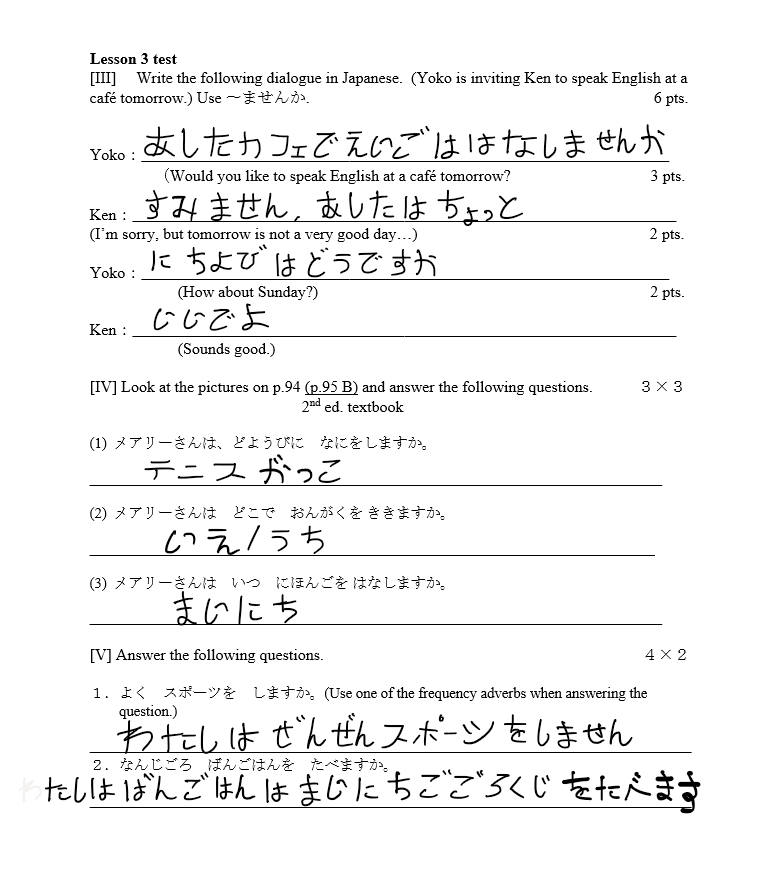 Lesson 3 test
[III] Write the following dialogue in Japanese. (Yoko is inviting Ken to speak English at a
café tomorrow.) Use ～ませんか. 6 pts.
Yoko : あしたカフェでえいごははなしませんか
(Would you like to speak English at a café tomorrow? 3 pts.
Ken : すみません, あしたはちょっと
(I'm sorry, but tomorrow is not a very good day…) 2 pts.
Yoko : にちよびはどうですか
(How about Sunday?) 2 pts.
Ken : いいでよ
(Sounds good.)
[IV] Look at the pictures on p.94 (p.95 B) and answer the following questions. 3×3
2nd ed. textbook
(1) メアリーさんは、どようびに なにをしますか。
テニス がっこ
(2) メアリーさんは どこで おんがくを ききますか。
いえ/うち
(3) メアリーさんは いつ にほんごを はなしますか。
まいにち
[V] Answer the following questions. 4×2
1．よく スポーツを しますか。(Use one of the frequency adverbs when answering the
question.)
わたしは ぜんぜんスポーツをしません
2．なんじごろ ばんごはんを たべますか。
わたしはばんごはんはまいにちごごろくじをたべます